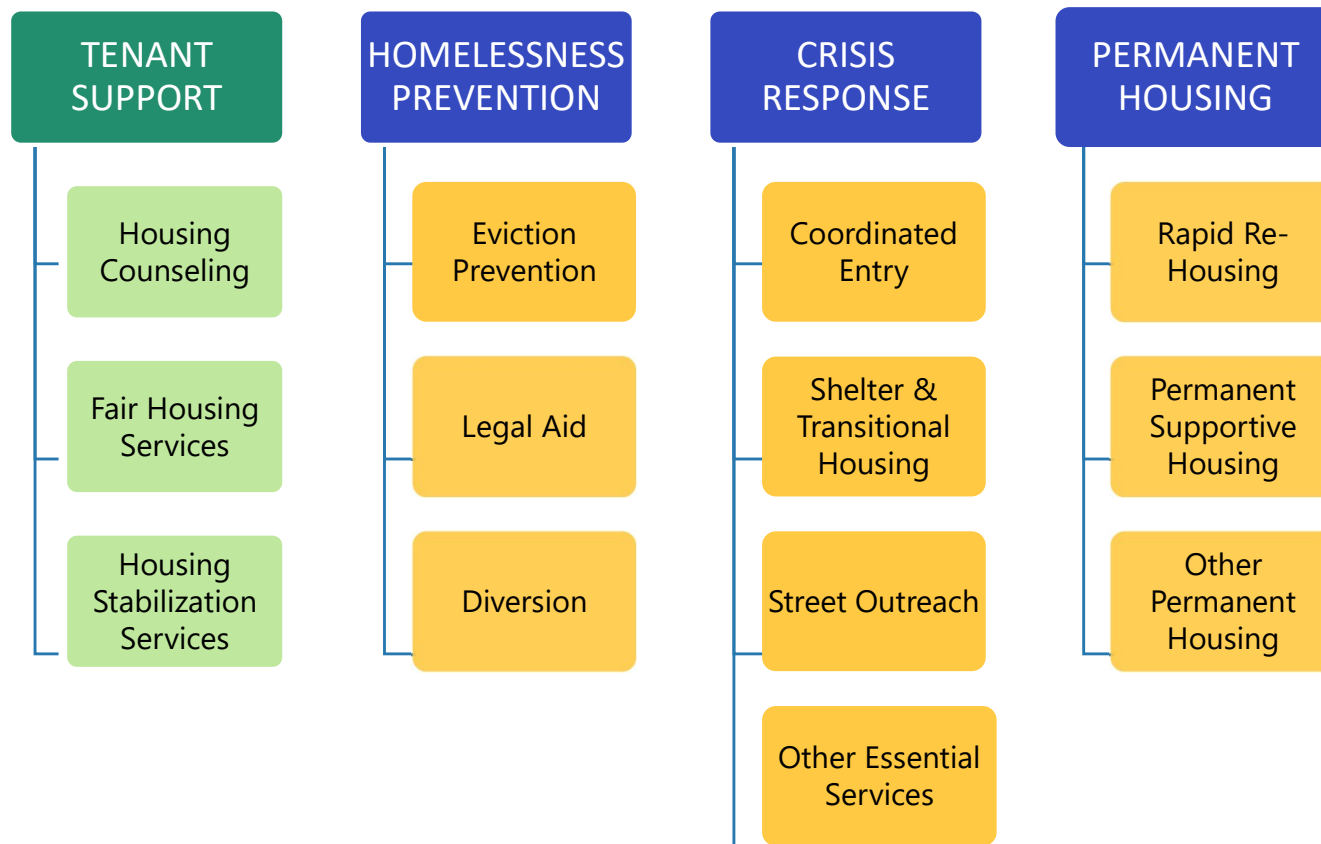 TENANT
SUPPORT
Housing
Counseling
Fair Housing
Services
Housing
Stabilization
Services
HOMELESSNESS
PREVENTION
Eviction
Prevention
Legal Aid
Diversion
CRISIS
RESPONSE
Coordinated
Entry
Shelter &
Transitional
Housing
Street Outreach
Other Essential
Services
PERMANENT
HOUSING
Rapid Re-
Housing
Permanent
Supportive
Housing
Other
Permanent
Housing